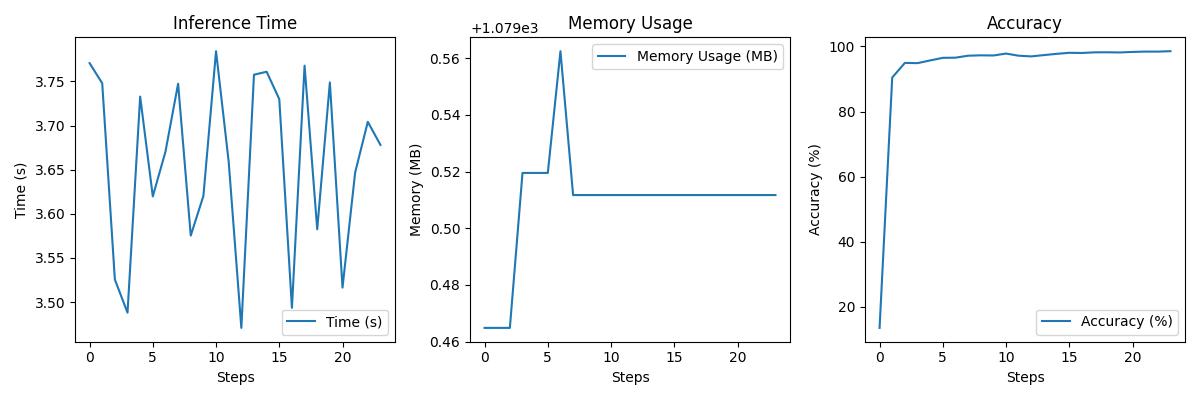 Inference Time
Time (s)
3.75
3.70
3.65
3.60
3.55
3.50
0 5 10 15 20
Steps
Time (s)
Memory Usage
+1.079e3
Memory (MB)
0.56
0.54
0.52
0.50
0.48
0.46
0 5 10 15 20
Steps
Memory Usage (MB)
Accuracy
Accuracy (%)
100
80
60
40
20
0 5 10 15 20
Steps
Accuracy (%)